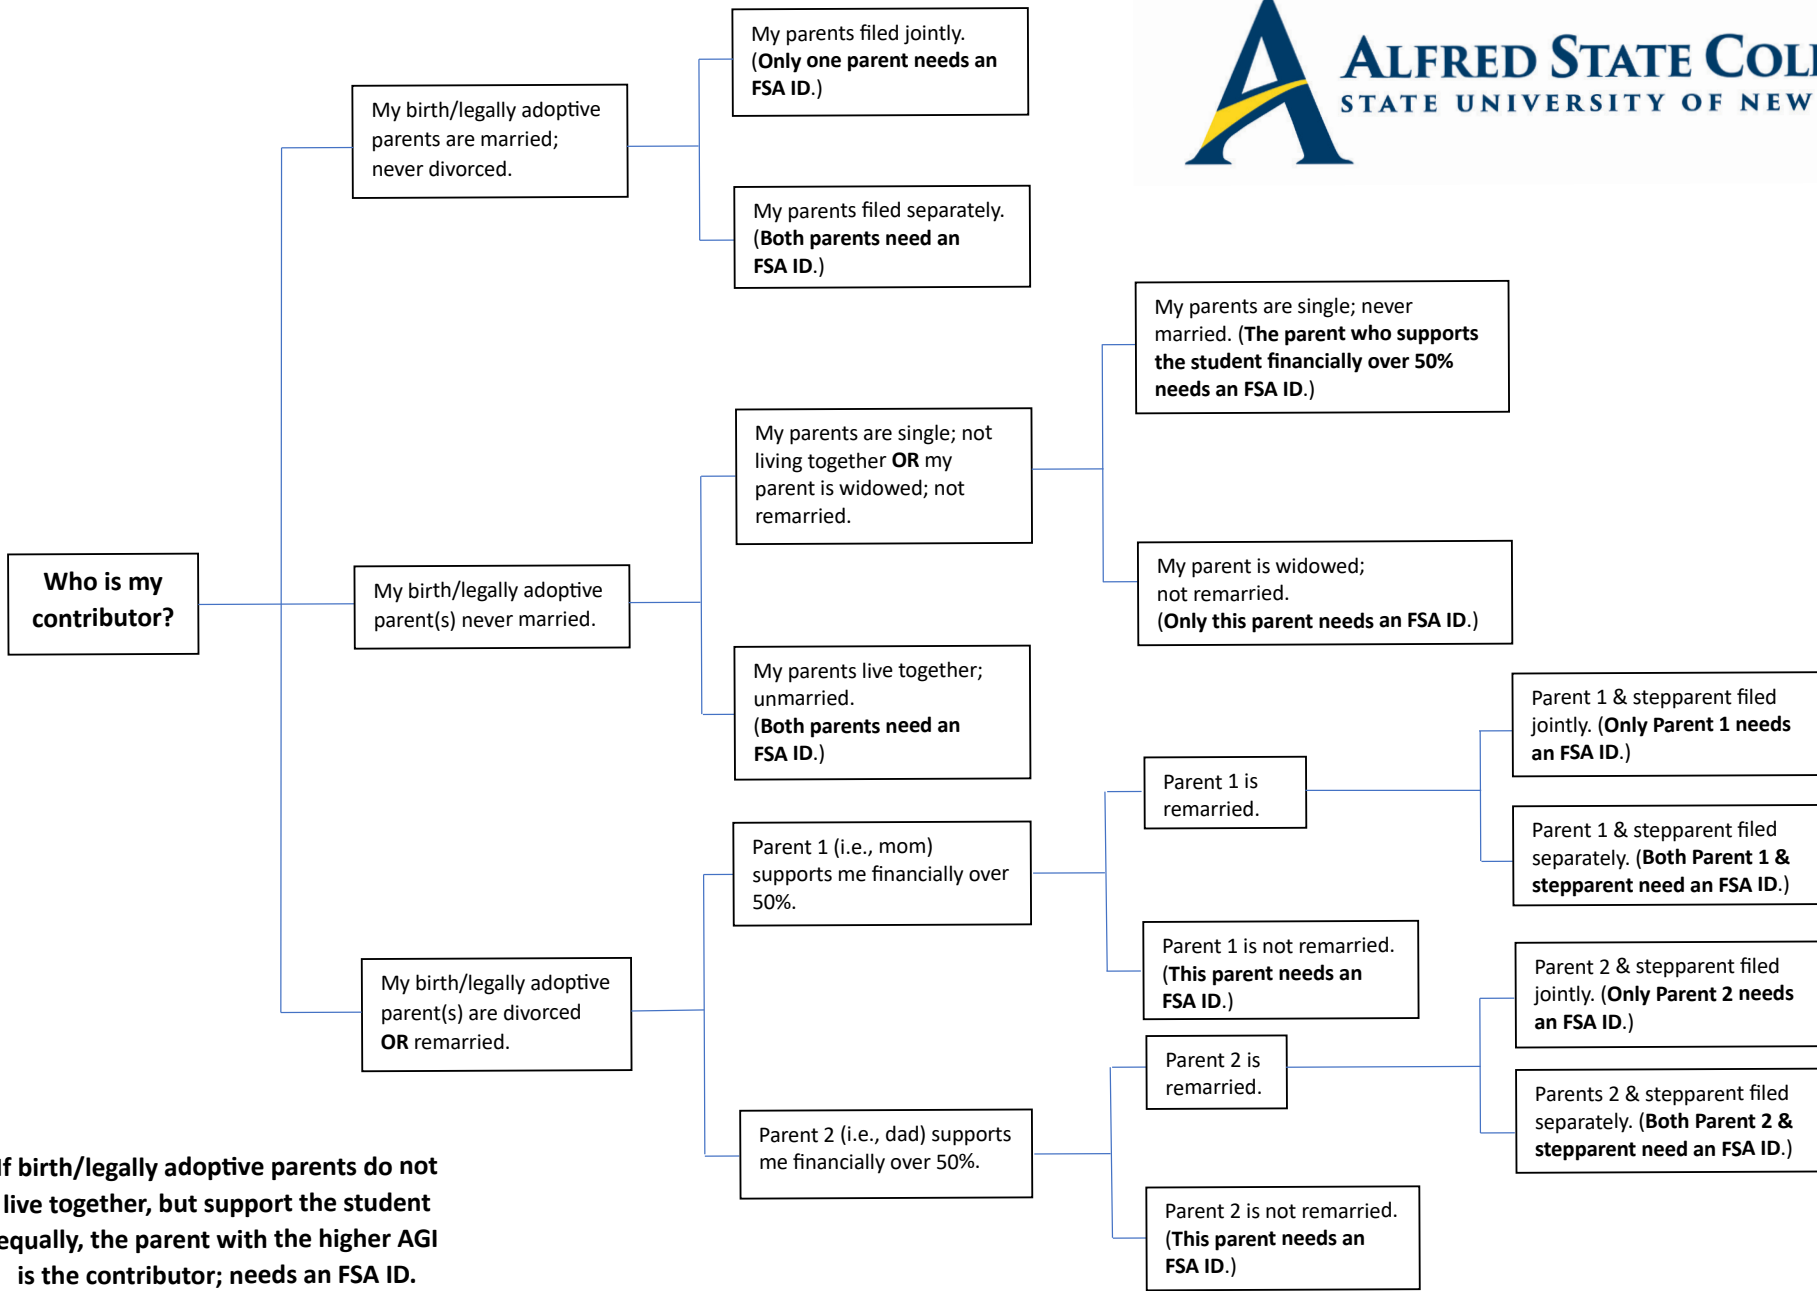 My parents filed jointly.
(Only one parent needs an
FSA ID.)
ALFRED STATE
STATE UNIVERSITY OF NEW
My birth/legally adoptive
parents are married;
never divorced.
My parents filed separately.
(Both parents need an
FSA ID.)
My parents are single; never
married. (The parent who supports
the student financially over 50%
needs an FSA ID.)
My parents are single; not
living together OR my
parent is widowed; not
remarried.
Who is my
contributor?
My birth/legally adoptive
parent(s) never married.
My parent is widowed;
not remarried.
(Only this parent needs an FSA ID.)
My parents live together;
unmarried.
(Both parents need an
FSA ID.)
Parent 1 & stepparent filed
jointly. (Only Parent 1 needs
an FSA ID.)
Parent 1 is
remarried.
Parent 1 & stepparent filed
separately. (Both Parent 1 &
stepparent need an FSA ID.)
Parent 1 (i.e., mom)
supports me financially over
50%.
Parent 1 is not remarried.
(This parent needs an
FSA ID.)
My birth/legally adoptive
parent(s) are divorced
OR remarried.
Parent 2 & stepparent filed
jointly. (Only Parent 2 needs
an FSA ID.)
Parent 2 is
remarried.
Parents 2 & stepparent filed
separately. (Both Parent 2 &
stepparent need an FSA ID.)
Parent 2 (i.e., dad) supports
me financially over 50%.
Parent 2 is not remarried.
(This parent needs an
FSA ID.)
If birth/legally adoptive parents do not
live together, but support the student
equally, the parent with the higher AGI
is the contributor; needs an FSA ID.